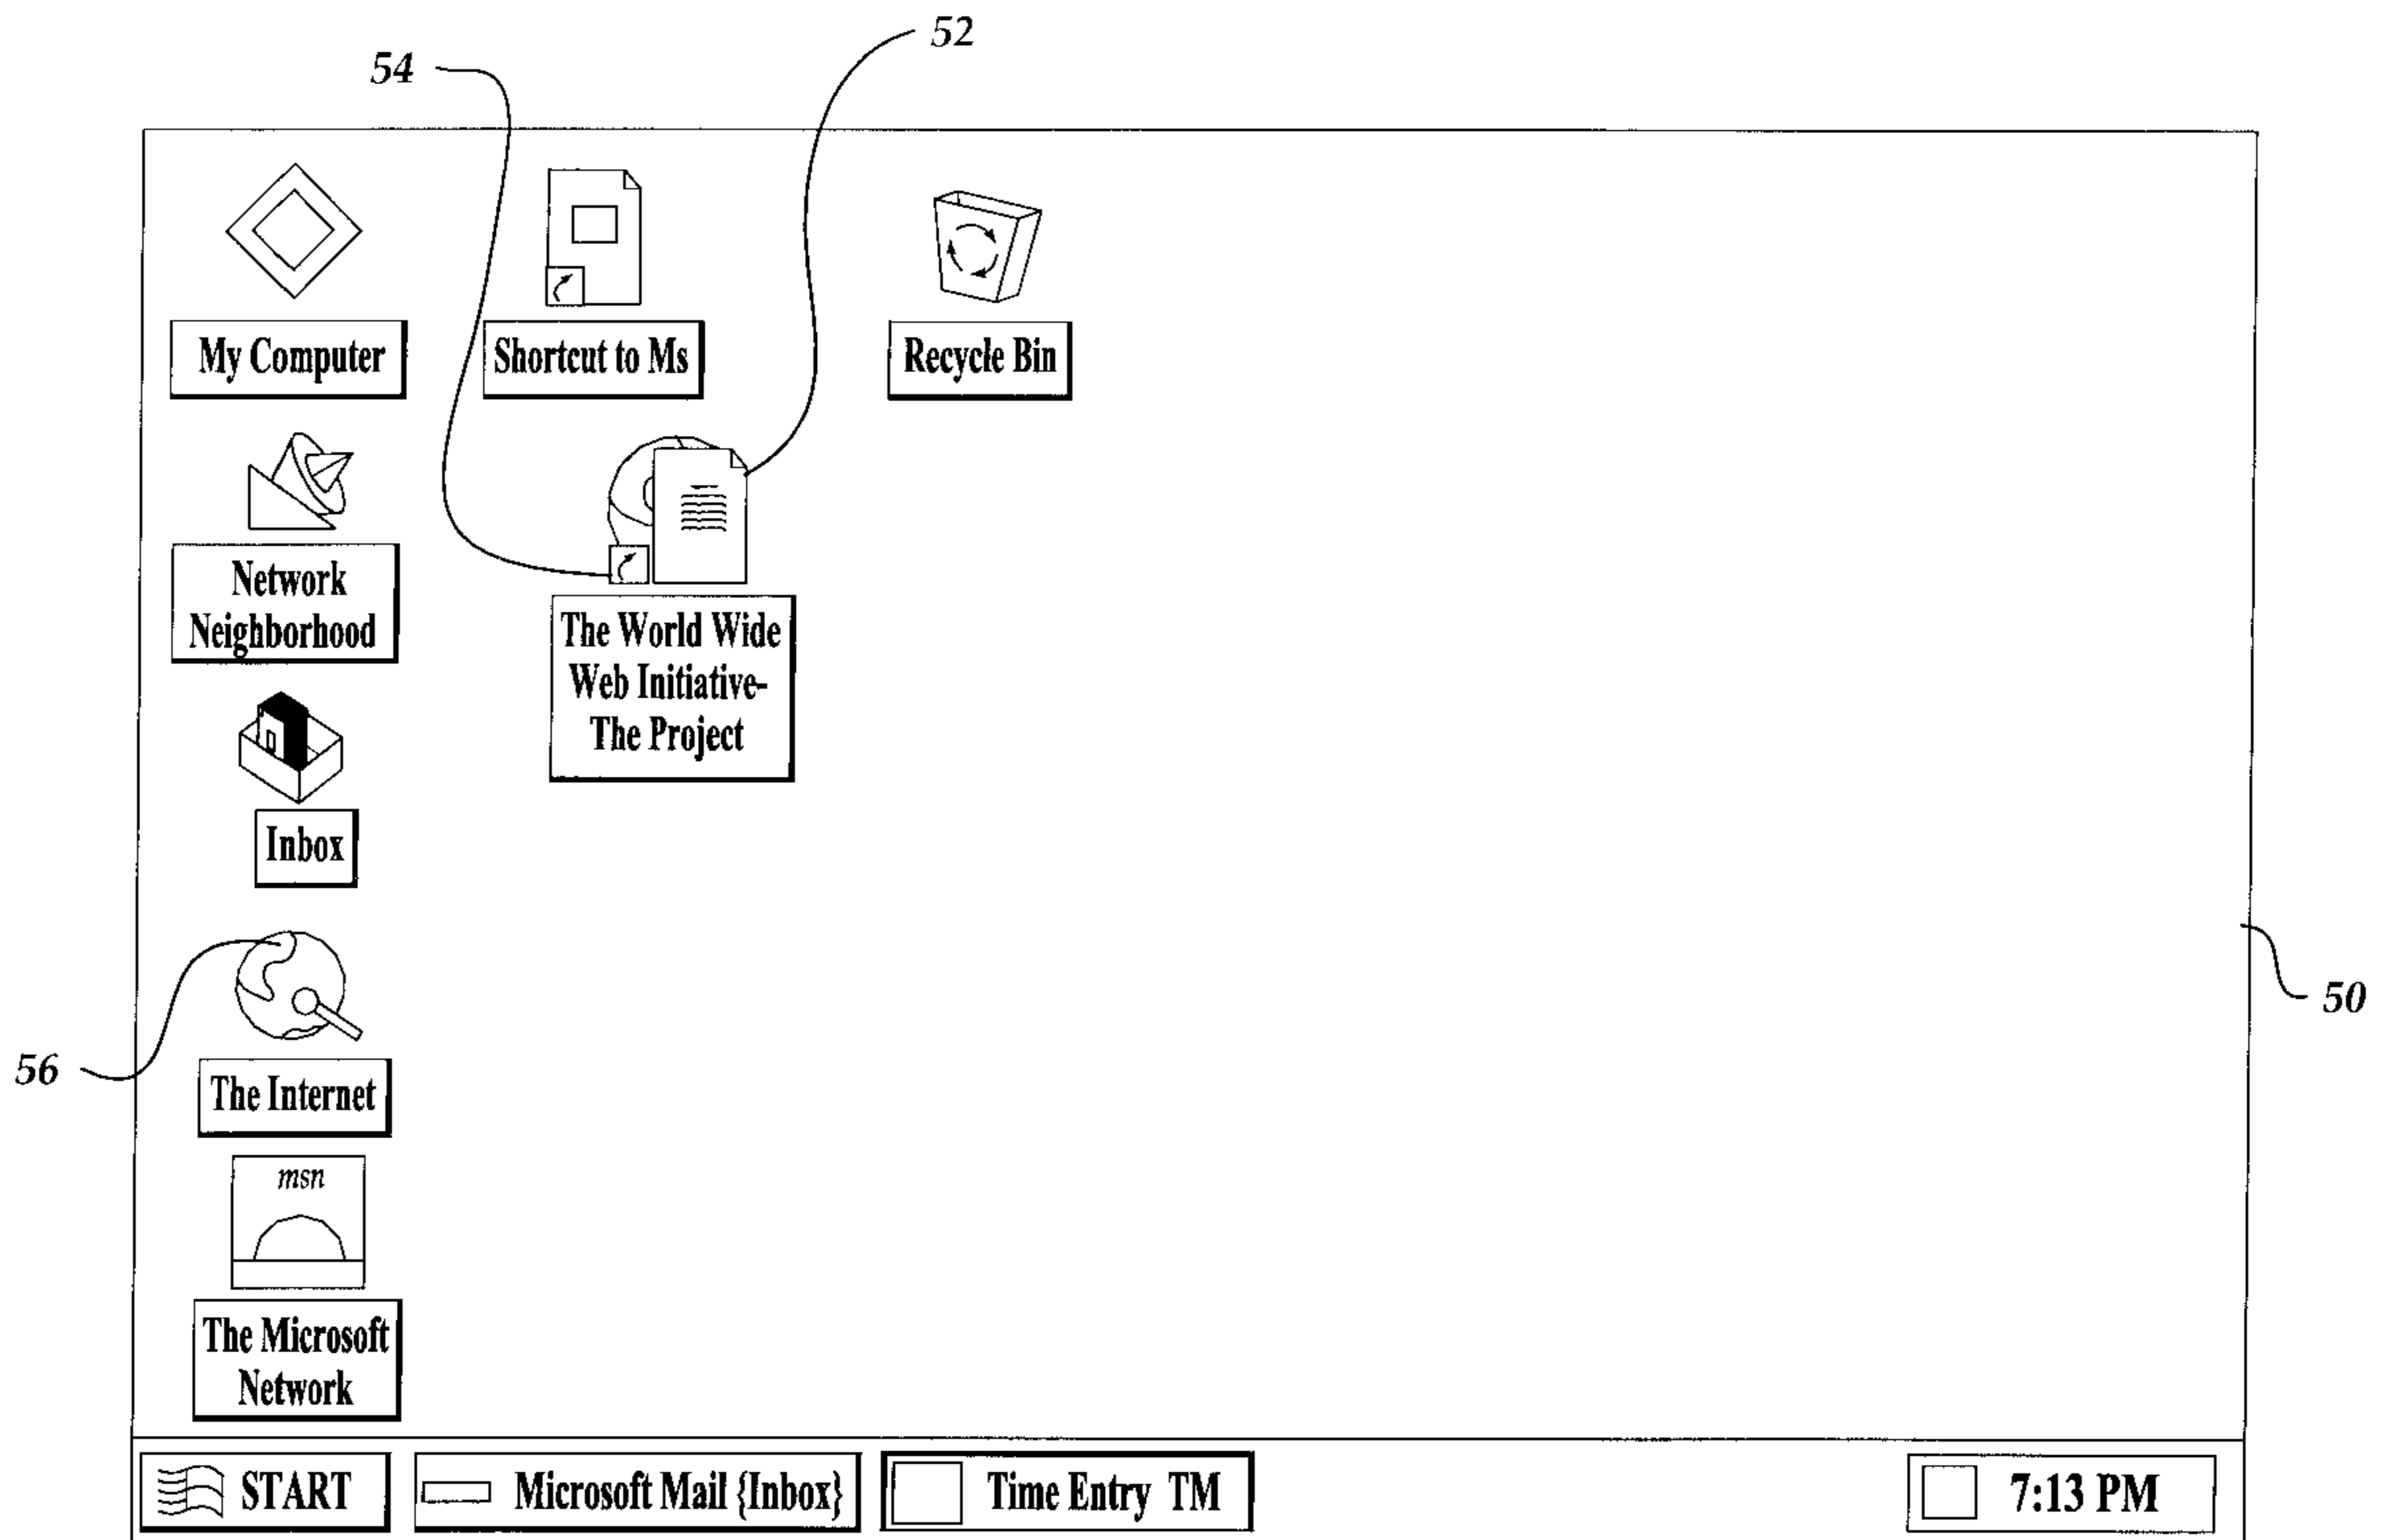 52
54
My Computer
Shortcut to Ms
Recycle Bin
Network
Neighborhood
The World Wide
Web Initiative-
The Project
Inbox
50
56
The Internet
msn
The Microsoft
Network
START
Microsoft Mail {Inbox}
Time Entry TM
7:13 PM